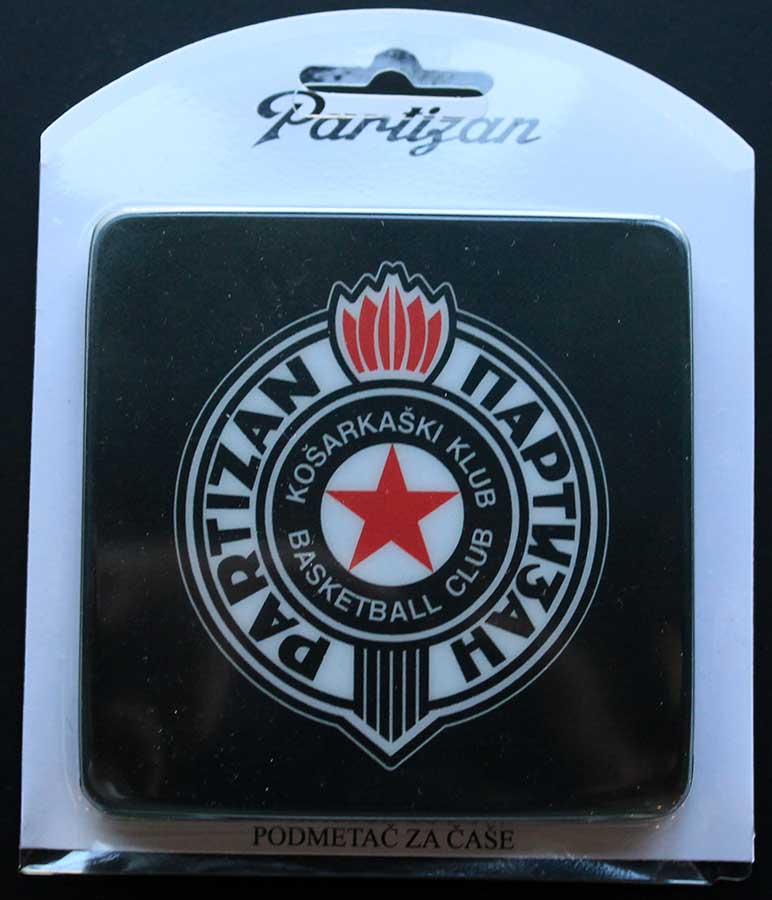 Partizan
PARTIZAN
ПАРТИЗАН
KOŠARKAŠKI KLUB
BASKETBALL CLUB
PODMETAČ ZA ČAŠE